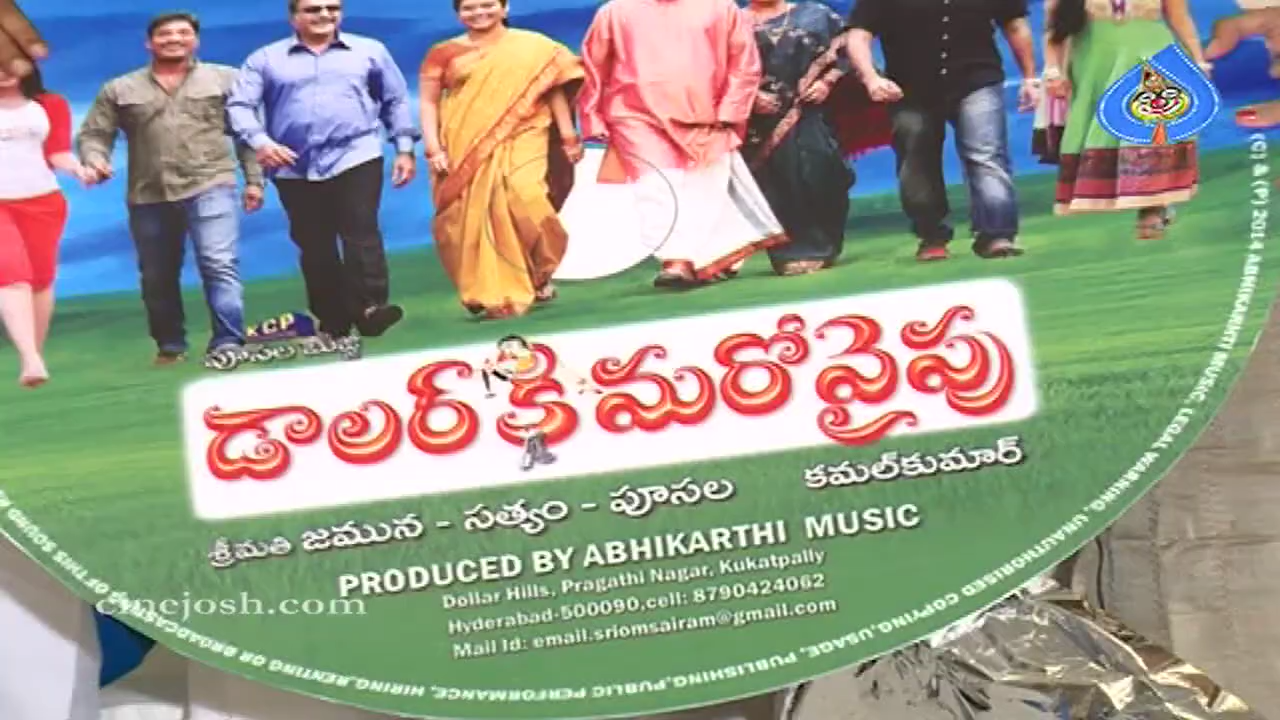 KCP
పూసల మూవీ
డాలర్ కి మరోవైపు
శ్రీమతి జమున - సత్యం - పూసల కమల్‌కుమార్
PRODUCED BY ABHIKARTHI MUSIC
Dollar Hills, Pragathi Nagar, Kukatpally
Hyderabad-500090.cell: 8790424062
Mail Id: email.sriomsairam@gmail.com
(C) & (P) 2014 ABHIKARTHI MUSIC, LEGAL WARNING, UNAUTHORISED COPYING,USAGE, PUBLISHING,PUBLIC PERFORMANCE, HIRING,RENTING OR BROADCASTING OF THIS SOUND
cinejosh.com